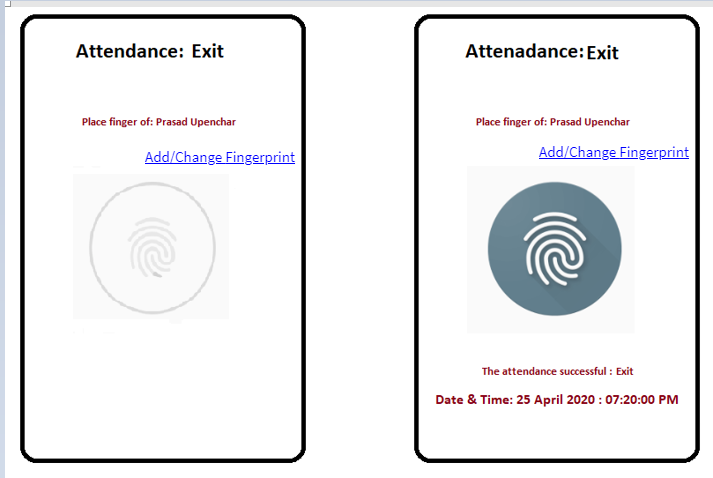 Attendance: Exit
Place finger of: Prasad Upenchar
Add/Change Fingerprint
Attenadance: Exit
Place finger of: Prasad Upenchar
Add/Change Fingerprint
The attendance successful : Exit
Date & Time: 25 April 2020 : 07:20:00 PM